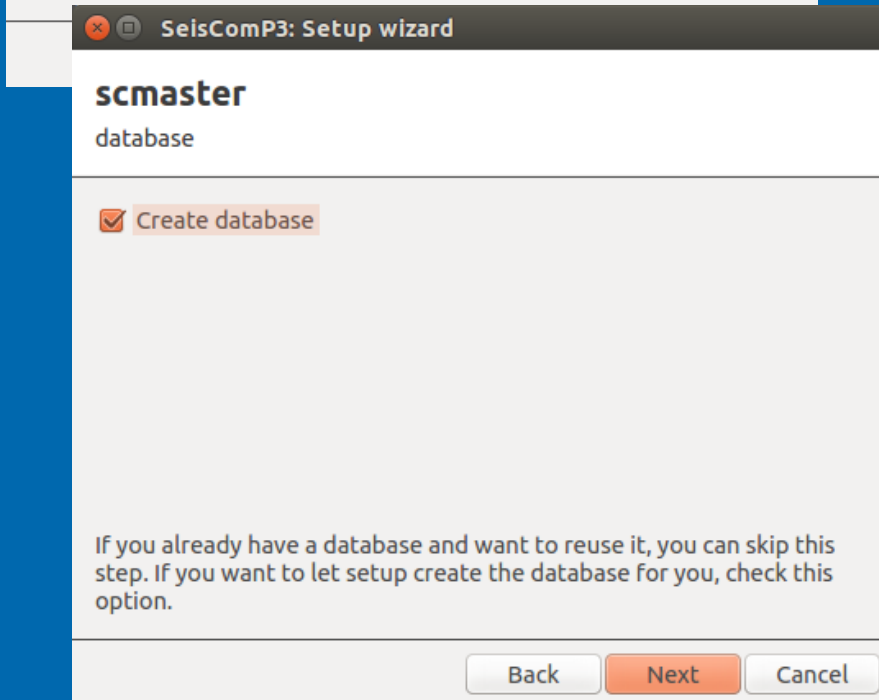 SeisComP3: Setup wizard
scmaster
database
Create database
If you already have a database and want to reuse it, you can skip this
step. If you want to let setup create the database for you, check this
option.
Back Next Cancel